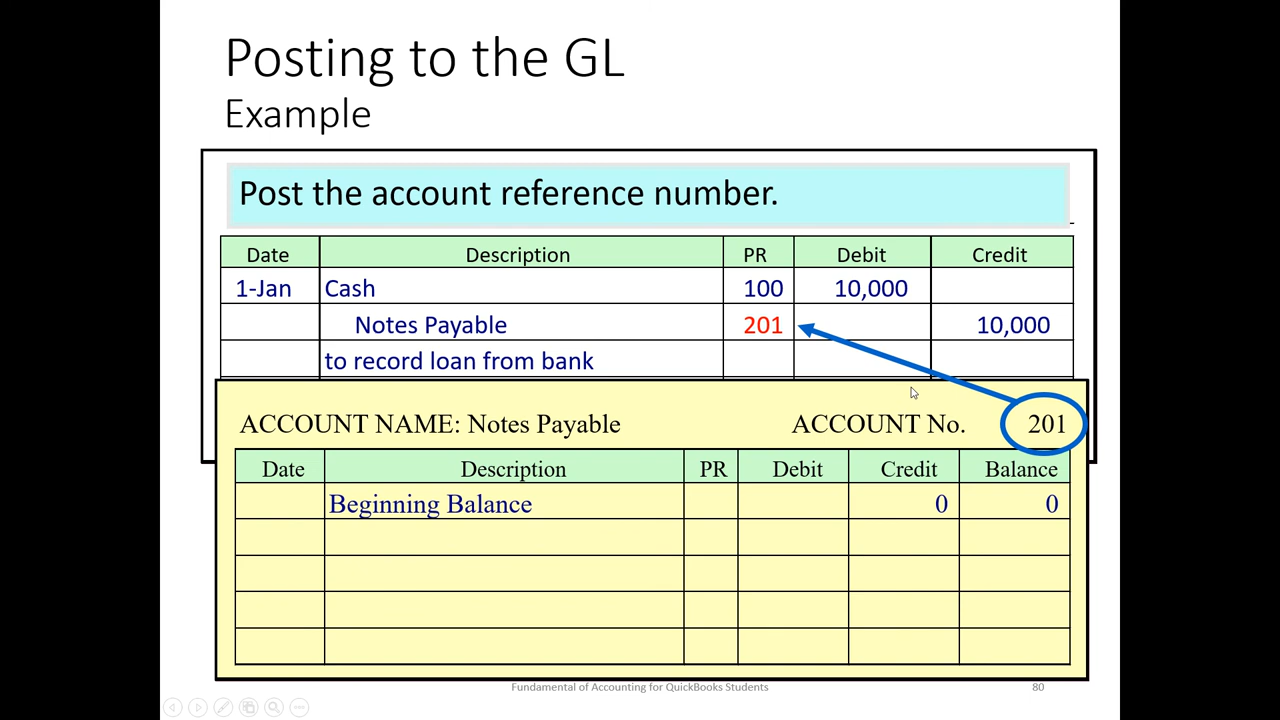 Posting to the GL
Example
Post the account reference number.
Date Description PR Debit Credit
1-Jan Cash 100 10,000
Notes Payable 201 10,000
to record loan from bank
ACCOUNT NAME: Notes Payable ACCOUNT No. 201
Date Description PR Debit Credit Balance
Beginning Balance 0 0
Fundamental of Accounting for QuickBooks Students 80